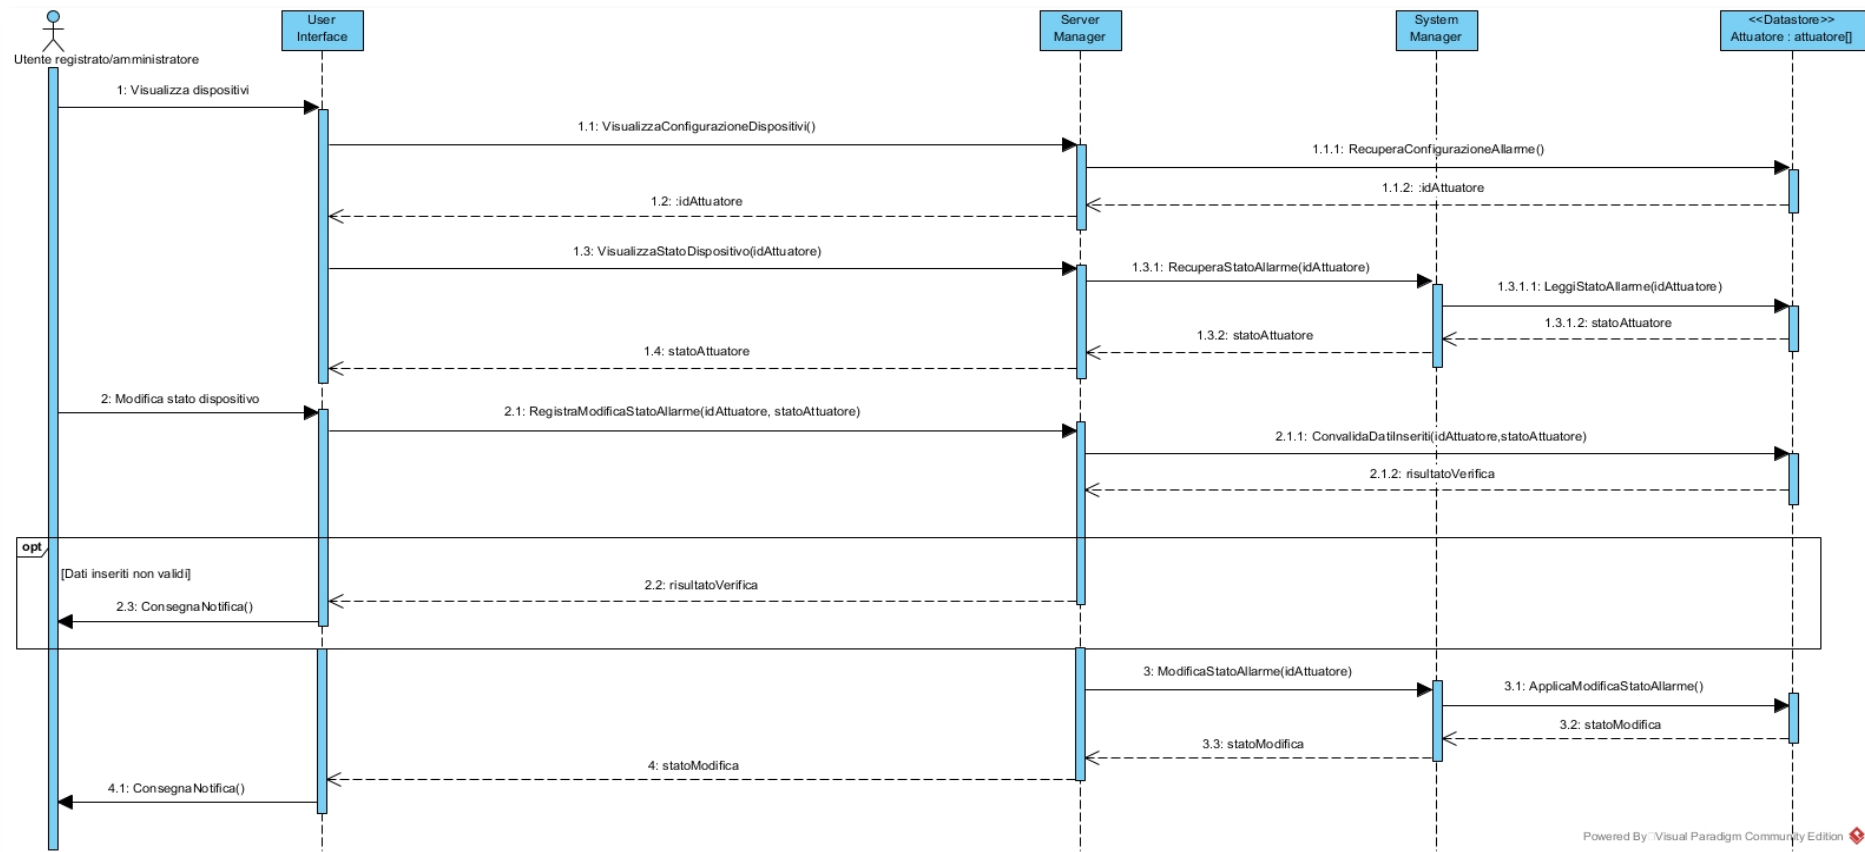 User
Interface
Server
Manager
System
Manager
<<Datastore>>
Attuatore : attuatore[]
Utente registrato/amministratore
1: Visualizza dispositivi
1.1: VisualizzaConfigurazioneDispositivi()
1.1.1: RecuperaConfigurazioneAllarme()
1.1.2: :idAttuatore
1.2: :idAttuatore
1.3: VisualizzaStatoDispositivo(idAttuatore)
1.3.1: RecuperaStatoAllarme(idAttuatore)
1.3.1.1: LeggiStatoAllarme(idAttuatore)
1.3.1.2: statoAttuatore
1.3.2: statoAttuatore
1.4: statoAttuatore
2: Modifica stato dispositivo
2.1: RegistraModificaStatoAllarme(idAttuatore, statoAttuatore)
2.1.1: ConvalidaDatiInseriti(idAttuatore,statoAttuatore)
2.1.2: risultatoVerifica
opt
[Dati inseriti non validi]
2.2: risultatoVerifica
2.3: ConsegnaNotifica()
3: ModificaStatoAllarme(idAttuatore)
3.1: ApplicaModificaStatoAllarme()
3.2: statoModifica
3.3: statoModifica
4: statoModifica
4.1: ConsegnaNotifica()
Powered By Visual Paradigm Community Edition